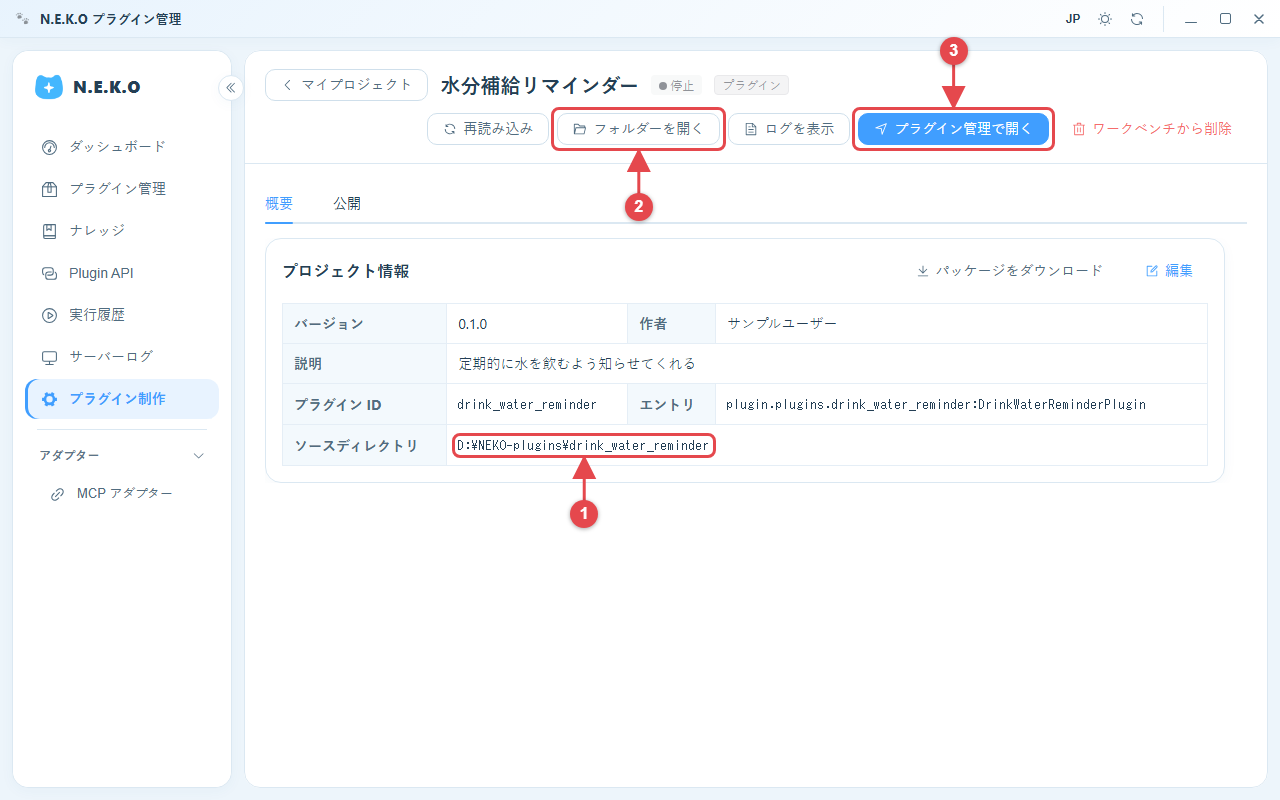 N.E.K.O プラグイン管理
JP
N.E.K.O
ダッシュボード
プラグイン管理
ナレッジ
Plugin API
実行履歴
サーバーログ
プラグイン制作
アダプター
MCP アダプター
マイプロジェクト
水分補給リマインダー
停止
プラグイン
3
再読み込み
フォルダーを開く
ログを表示
プラグイン管理で開く
ワークベンチから削除
2
概要
公開
プロジェクト情報
パッケージをダウンロード
編集
バージョン 0.1.0 作者 サンプルユーザー
説明 定期的に水を飲むよう知らせてくれる
プラグイン ID drink_water_reminder エントリ plugin.plugins.drink_water_reminder:DrinkWaterReminderPlugin
ソースディレクトリ D:¥NEKO-plugins¥drink_water_reminder
1